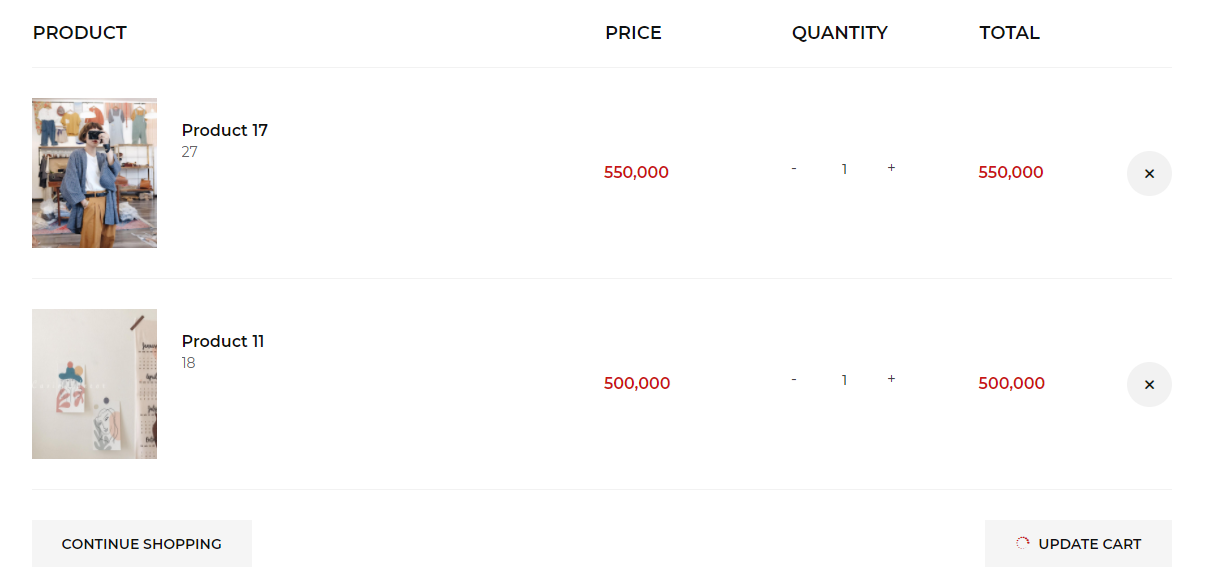 PRODUCT PRICE QUANTITY TOTAL
Product 17
27
550,000 - 1 + 550,000 ×
Product 11
18
500,000 - 1 + 500,000 ×
CONTINUE SHOPPING UPDATE CART